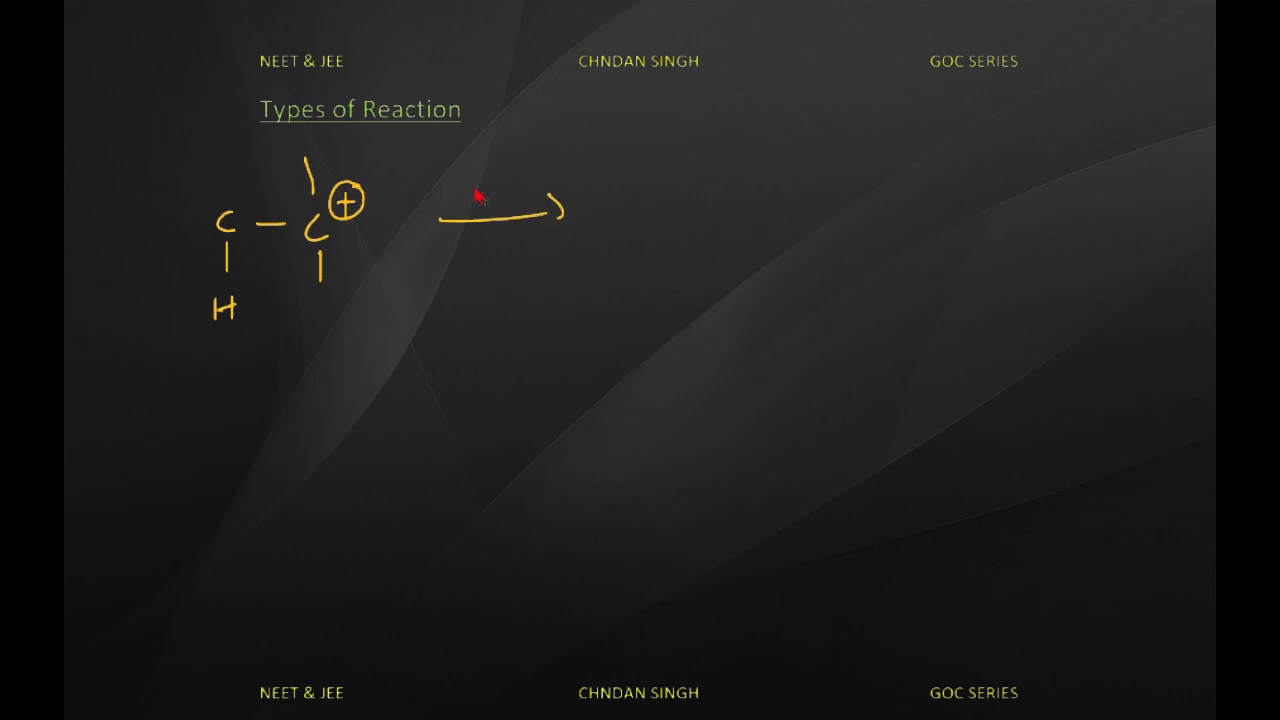 NEET & JEE CHNDAN SINGH GOC SERIES
Types of Reaction
C – C ⊕
H
NEET & JEE CHNDAN SINGH GOC SERIES